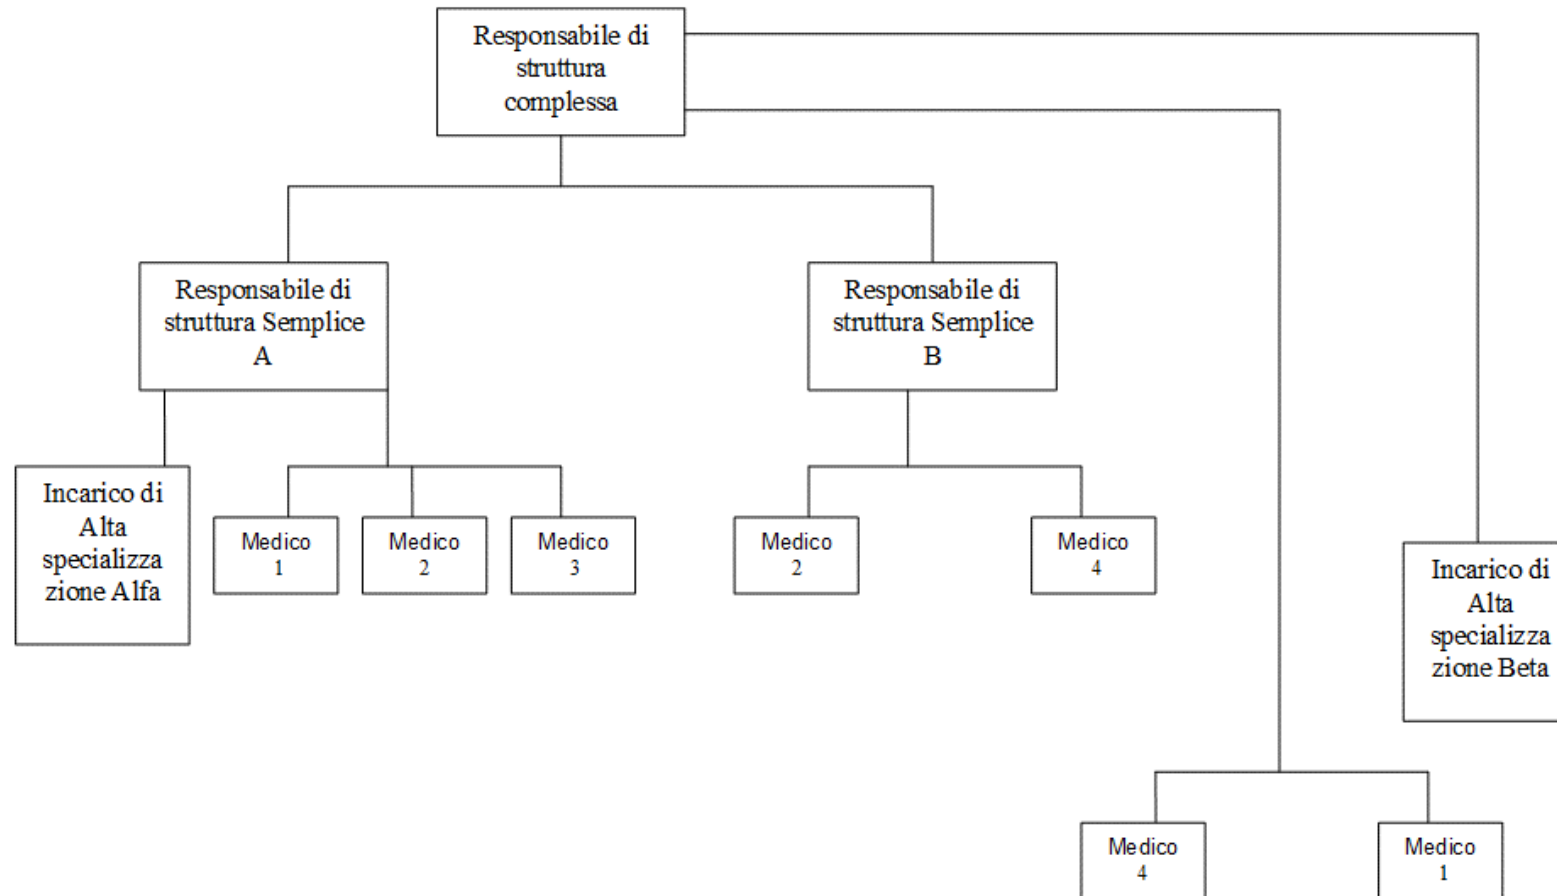 Responsabile di
struttura
complessa
Responsabile di
struttura Semplice
A
Responsabile di
struttura Semplice
B
Incarico di
Alta
specializza
zione Alfa
Medico
1
Medico
2
Medico
3
Medico
2
Medico
4
Incarico di
Alta
specializza
zione Beta
Medico
4
Medico
1